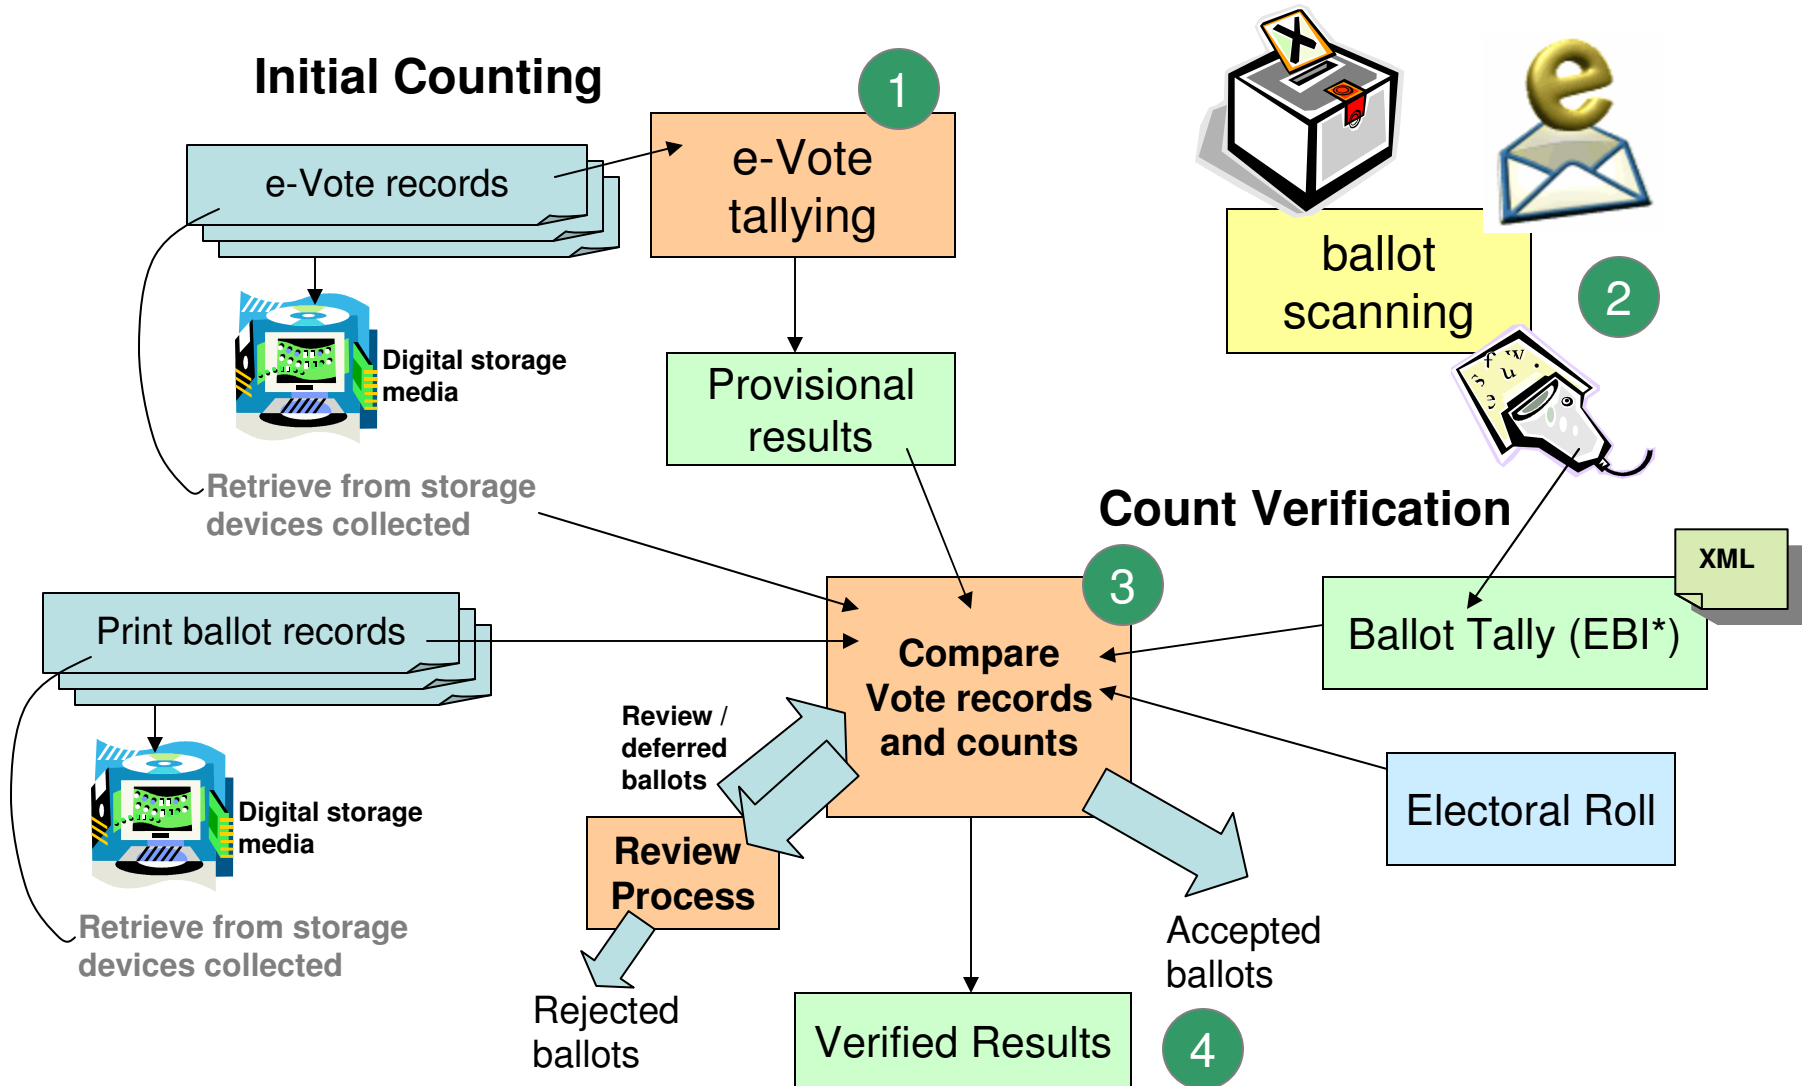 Initial Counting
1
e-Vote records
e-Vote
tallying
ballot
scanning
2
Digital storage
media
Provisional
results
Retrieve from storage
devices collected
Count Verification
XML
3
Print ballot records
Compare
Vote records
and counts
Ballot Tally (EBI*)
Review /
deferred
ballots
Electoral Roll
Digital storage
media
Review
Process
Retrieve from storage
devices collected
Accepted
ballots
Rejected
ballots
Verified Results
4